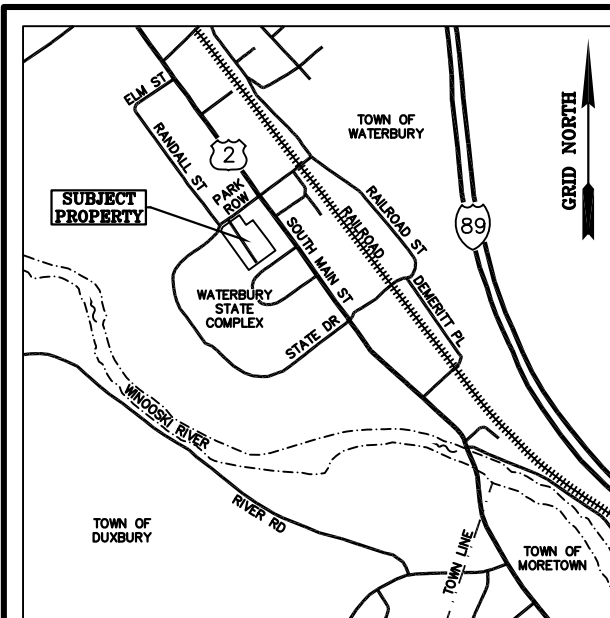 ELM ST
RANDALL ST
2
TOWN OF
WATERBURY
GRID NORTH
SUBJECT
PROPERTY
PARK
ROW
RAILROAD ST
RAILROAD
89
SOUTH MAIN ST
DEMERITT PL
WATERBURY
STATE
COMPLEX
STATE DR
WINOOSKI RIVER
RIVER RD
TOWN OF
DUXBURY
TOWN LINE
TOWN OF
MORETOWN